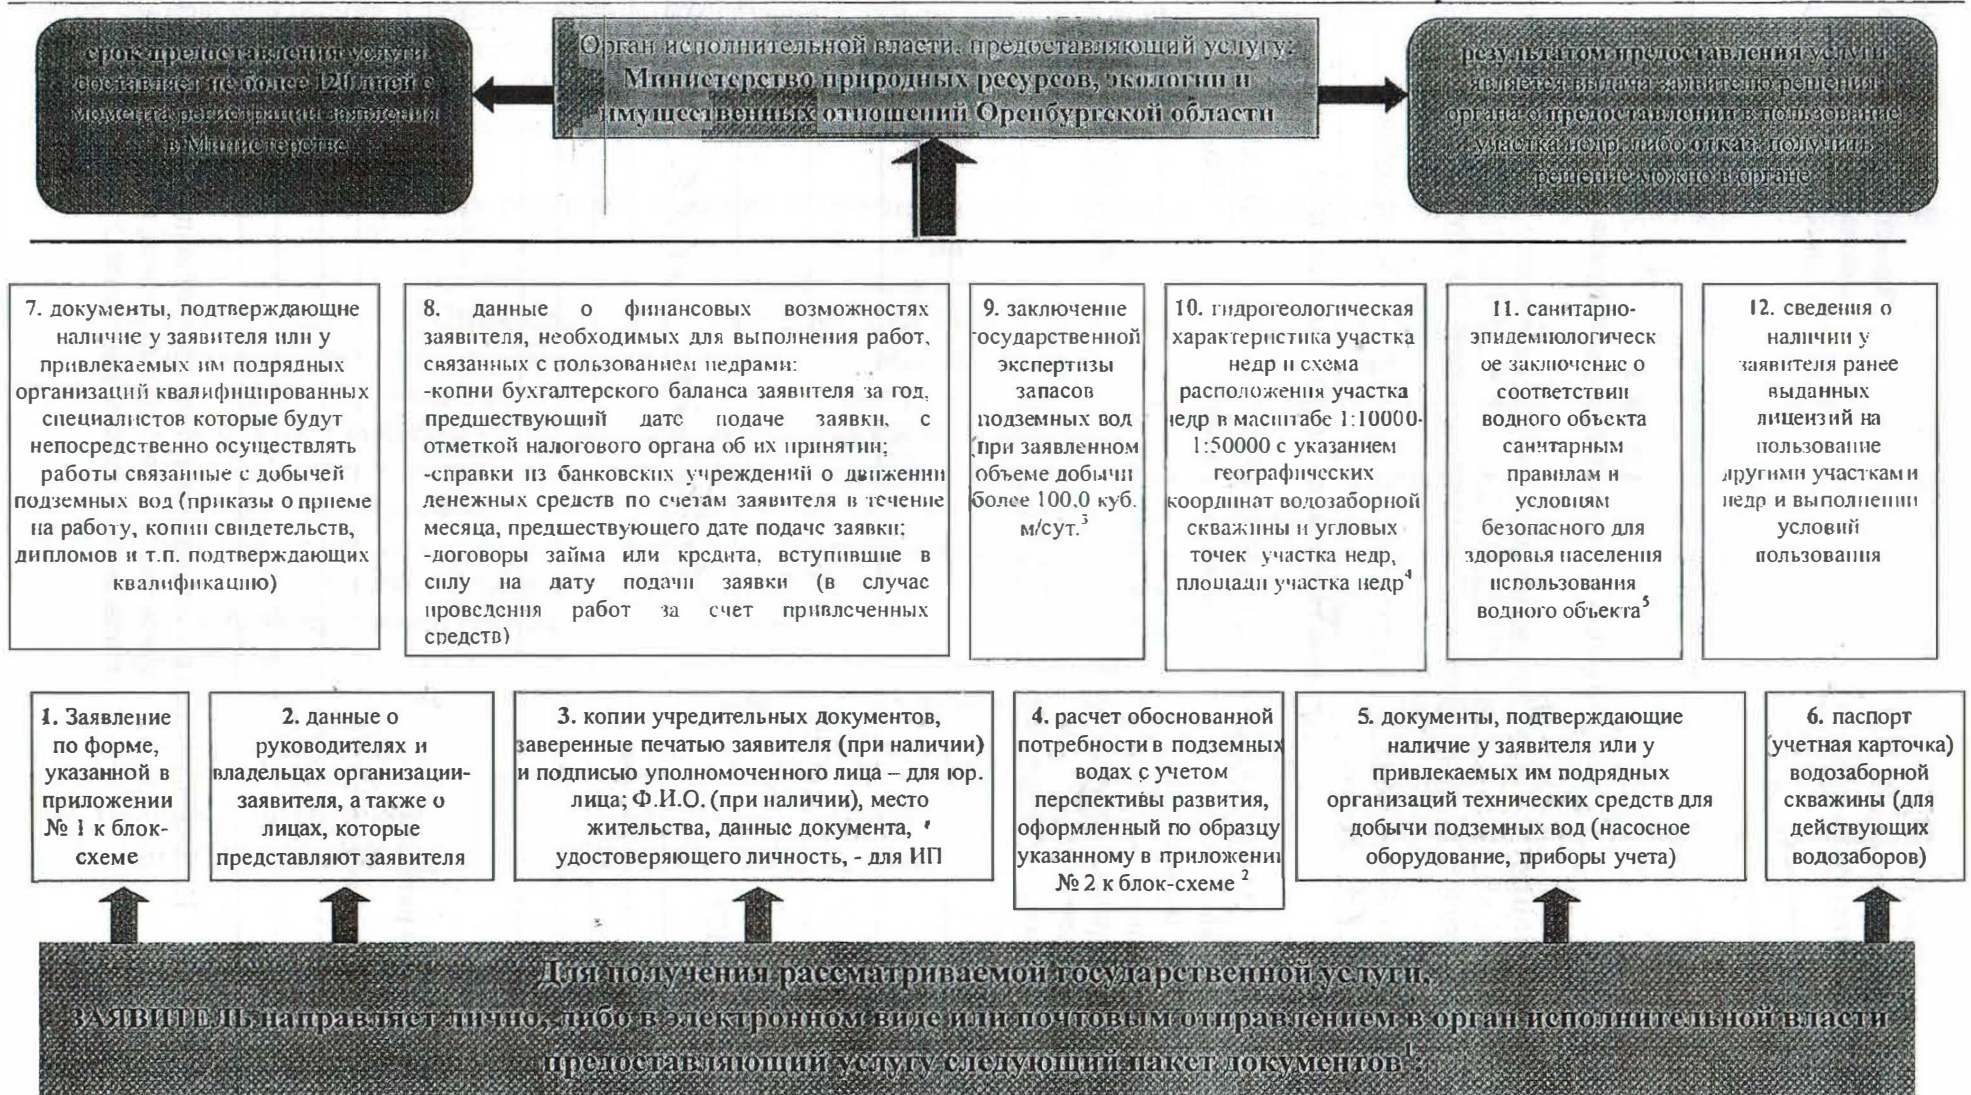 срок предоставления услуги
составляет не более 120 дней с
момента регистрации заявления
в Министерстве
Орган исполнительной власти, предоставляющий услугу:
Министерство природных ресурсов, экологии и
имущественных отношений Оренбургской области
результатом предоставления услуги
является выдача заявителю решения
органа о предоставлении в пользование
участка недр, либо отказ; получить
решение можно в органе
7. документы, подтверждающие
наличие у заявителя или у
привлекаемых им подрядных
организаций квалифицированных
специалистов которые будут
непосредственно осуществлять
работы связанные с добычей
подземных вод (приказы о приеме
на работу, копии свидетельств,
дипломов и т.п. подтверждающих
квалификацию)
8. данные о финансовых возможностях
заявителя, необходимых для выполнения работ,
связанных с пользованием недрами:
-копии бухгалтерского баланса заявителя за год,
предшествующий дате подаче заявки, с
отметкой налогового органа об их принятии;
-справки из банковских учреждений о движении
денежных средств по счетам заявителя в течение
месяца, предшествующего дате подаче заявки;
-договоры займа или кредита, вступившие в
силу на дату подачи заявки (в случае
проведения работ за счет привлеченных
средств)
9. заключение
государственной
экспертизы
запасов
подземных вод
(при заявленном
объеме добычи
более 100,0 куб.
м/сут.³
10. гидрогеологическая
характеристика участка
недр и схема
расположения участка
недр в масштабе 1:10000-
1:50000 с указанием
географических
координат водозаборной
скважины и угловых
точек участка недр,
площади участка недр⁴
11. санитарно-
эпидемиологическ
ое заключение о
соответствии
водного объекта
санитарным
правилам и
условиям
безопасного для
здоровья населения
использования
водного объекта⁵
12. сведения о
наличии у
заявителя ранее
выданных
лицензий на
пользование
другими участками
недр и выполнении
условий
пользования
1. Заявление
по форме,
указанной в
приложении
№ 1 к блок-
схеме
2. данные о
руководителях и
владельцах организации-
заявителя, а также о
лицах, которые
представляют заявителя
3. копии учредительных документов,
заверенные печатью заявителя (при наличии)
и подписью уполномоченного лица – для юр.
лица; Ф.И.О. (при наличии), место
жительства, данные документа,
удостоверяющего личность, - для ИП
4. расчет обоснованной
потребности в подземных
водах с учетом
перспективы развития,
оформленный по образцу
указанному в приложении
№ 2 к блок-схеме ²
5. документы, подтверждающие
наличие у заявителя или у
привлекаемых им подрядных
организаций технических средств для
добычи подземных вод (насосное
оборудование, приборы учета)
6. паспорт
(учетная карточка)
водозаборной
скважины (для
действующих
водозаборов)
Для получения рассматриваемой государственной услуги,
ЗАЯВИТЕЛЬ направляет лично, либо в электронном виде или почтовым отправлением в орган исполнительной власти
предоставляющий услугу следующий пакет документов¹: